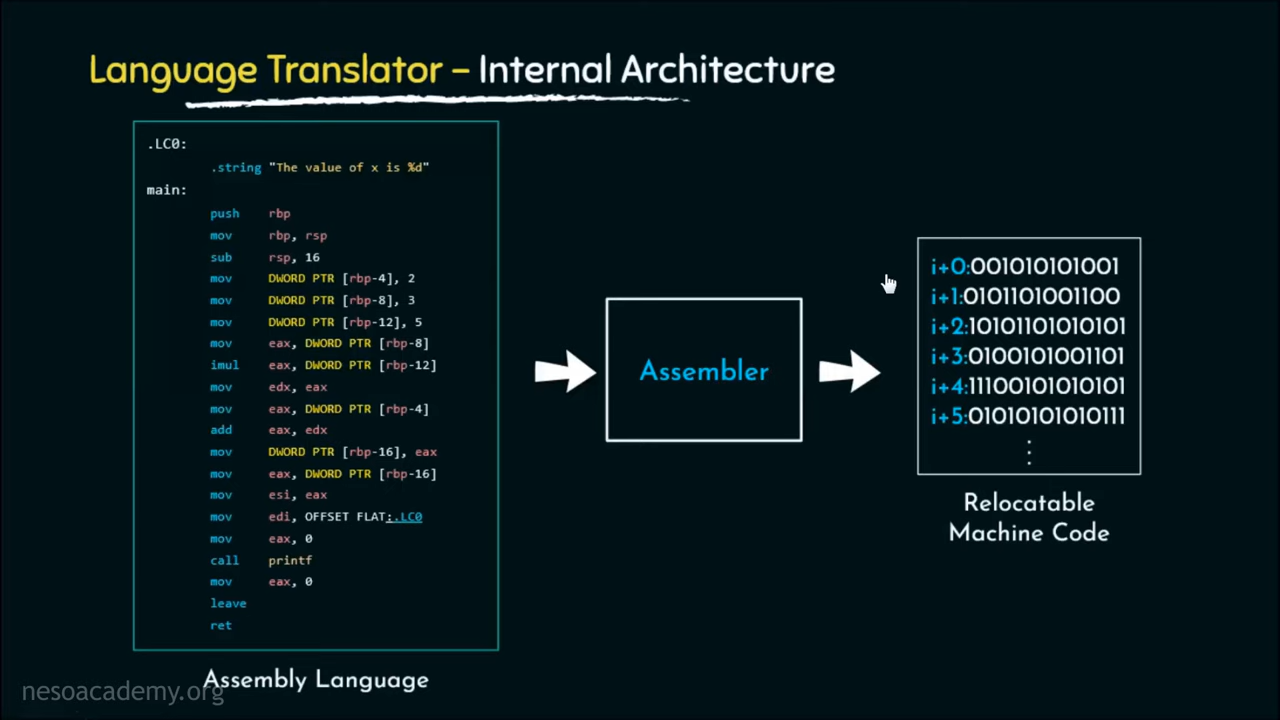 Language Translator – Internal Architecture
.LC0:
.string "The value of x is %d"
main:
push rbp
mov rbp, rsp
sub rsp, 16
mov DWORD PTR [rbp-4], 2
mov DWORD PTR [rbp-8], 3
mov DWORD PTR [rbp-12], 5
mov eax, DWORD PTR [rbp-8]
imul eax, DWORD PTR [rbp-12]
mov edx, eax
mov eax, DWORD PTR [rbp-4]
add eax, edx
mov DWORD PTR [rbp-16], eax
mov eax, DWORD PTR [rbp-16]
mov esi, eax
mov edi, OFFSET FLAT:.LC0
mov eax, 0
call printf
mov eax, 0
leave
ret
Assembly Language
Assembler
i+0:001010101001
i+1:0101101001100
i+2:10101101010101
i+3:0100101001101
i+4:11100101010101
i+5:01010101010111
Relocatable
Machine Code
nesoacademy.org